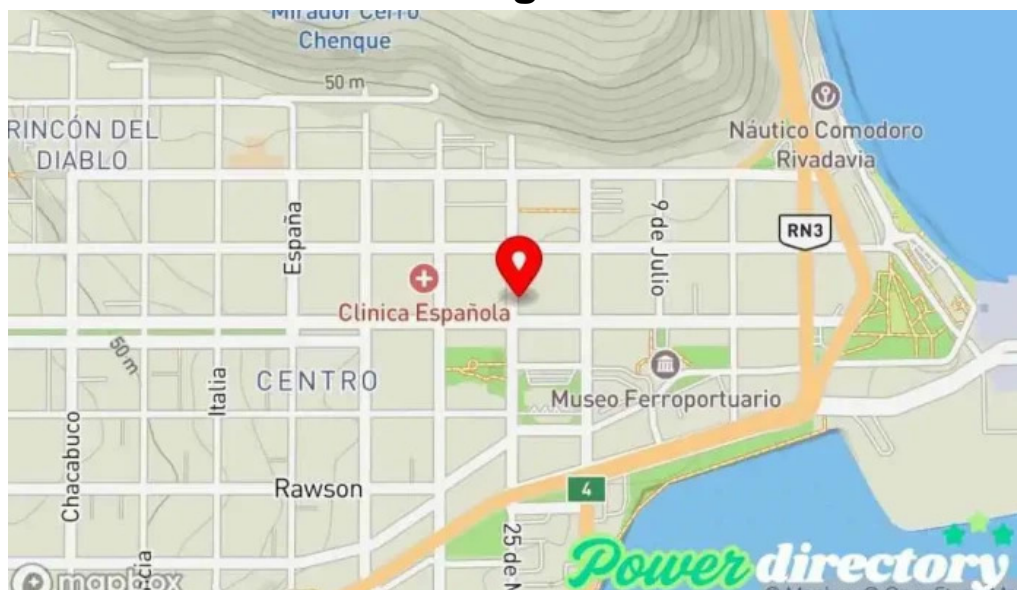 Mirador Cerro
Chenque
50 m
RINCÓN DEL
DIABLO
Náutico Comodoro
Rivadavia
España
9 de Julio
RN3
Clinica Española
50 m
Italia
CENTRO
Museo Ferroportuario
Chacabuco
Rawson
4
25 de M
Power directory
mapbox